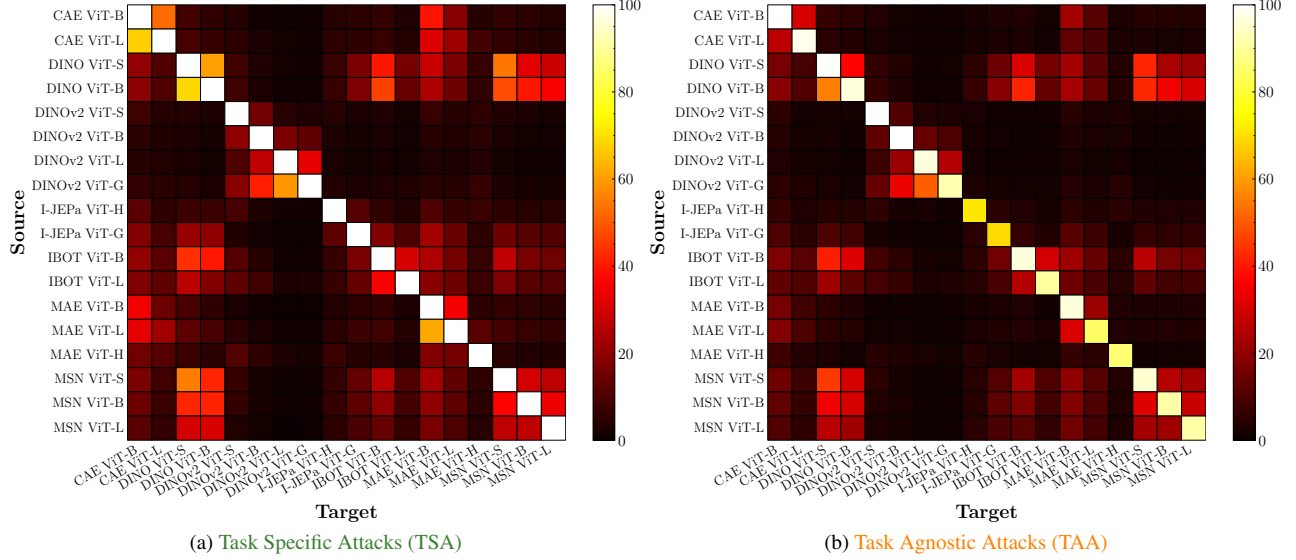 Source
CAE ViT-B
CAE ViT-L
DINO ViT-S
DINO ViT-B
DINOv2 ViT-S
DINOv2 ViT-B
DINOv2 ViT-L
DINOv2 ViT-G
I-JEPa ViT-H
I-JEPa ViT-G
IBOT ViT-B
IBOT ViT-L
MAE ViT-B
MAE ViT-L
MAE ViT-H
MSN ViT-S
MSN ViT-B
MSN ViT-L
CAE ViT-B
CAE ViT-L
DINO ViT-S
DINO ViT-B
DINOv2 ViT-S
DINOv2 ViT-B
DINOv2 ViT-L
DINOv2 ViT-G
I-JEPa ViT-H
I-JEPa ViT-G
IBOT ViT-B
IBOT ViT-L
MAE ViT-B
MAE ViT-L
MAE ViT-H
MSN ViT-S
MSN ViT-B
MSN ViT-L
Target
100
80
60
40
20
0
(a) Task Specific Attacks (TSA)
Source
CAE ViT-B
CAE ViT-L
DINO ViT-S
DINO ViT-B
DINOv2 ViT-S
DINOv2 ViT-B
DINOv2 ViT-L
DINOv2 ViT-G
I-JEPa ViT-H
I-JEPa ViT-G
IBOT ViT-B
IBOT ViT-L
MAE ViT-B
MAE ViT-L
MAE ViT-H
MSN ViT-S
MSN ViT-B
MSN ViT-L
CAE ViT-B
CAE ViT-L
DINO ViT-S
DINO ViT-B
DINOv2 ViT-S
DINOv2 ViT-B
DINOv2 ViT-L
DINOv2 ViT-G
I-JEPa ViT-H
I-JEPa ViT-G
IBOT ViT-B
IBOT ViT-L
MAE ViT-B
MAE ViT-L
MAE ViT-H
MSN ViT-S
MSN ViT-B
MSN ViT-L
Target
100
80
60
40
20
0
(b) Task Agnostic Attacks (TAA)